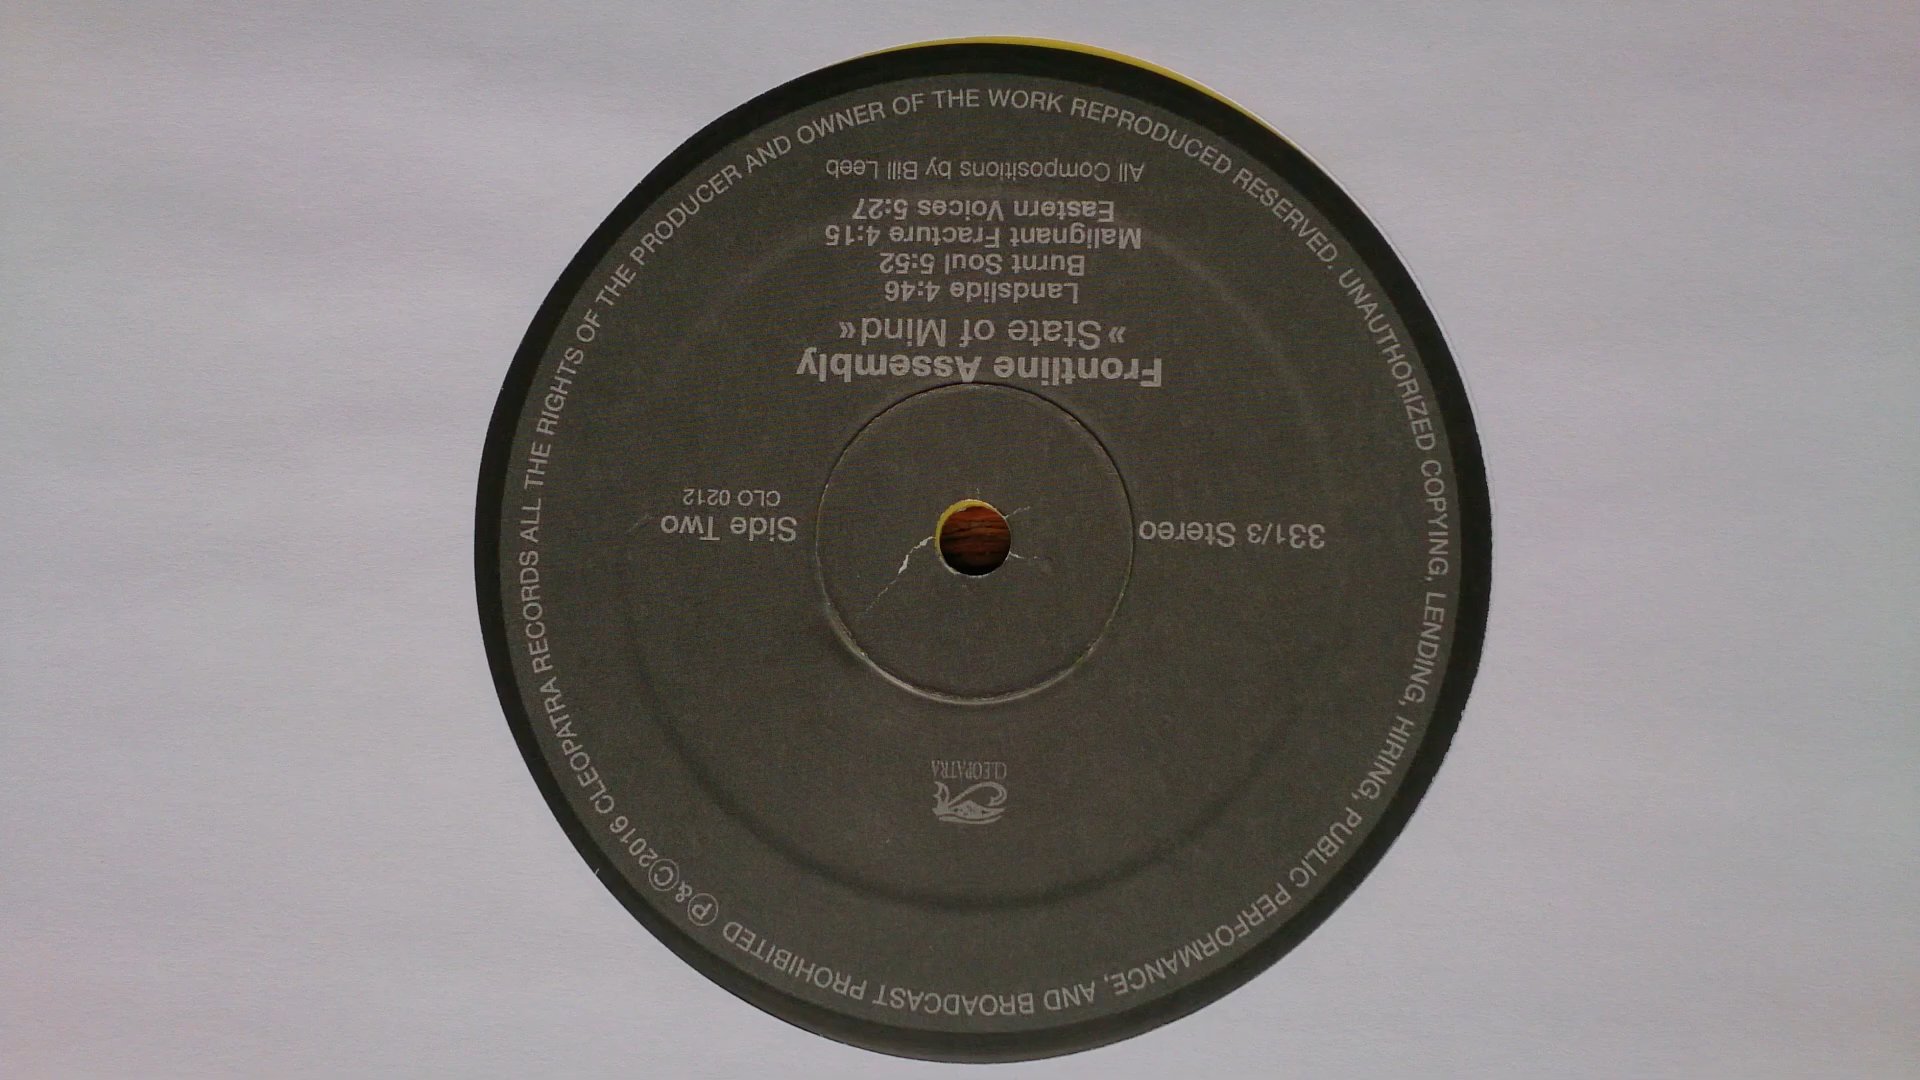 Frontline Assembly
»State of Mind«
Landslide 4:46
Burnt Soul 5:52
Malignant Fracture 4:15
Eastern Voices 5:27
All Compositions by Bill Leeb
331/3 Stereo
Side Two
CLO 0212
CLEOPATRA
Ⓟ&©2016 CLEOPATRA RECORDS ALL THE RIGHTS OF THE PRODUCER AND OWNER OF THE WORK REPRODUCED RESERVED. UNAUTHORIZED COPYING, LENDING, HIRING, PUBLIC PERFORMANCE, AND BROADCAST PROHIBITED